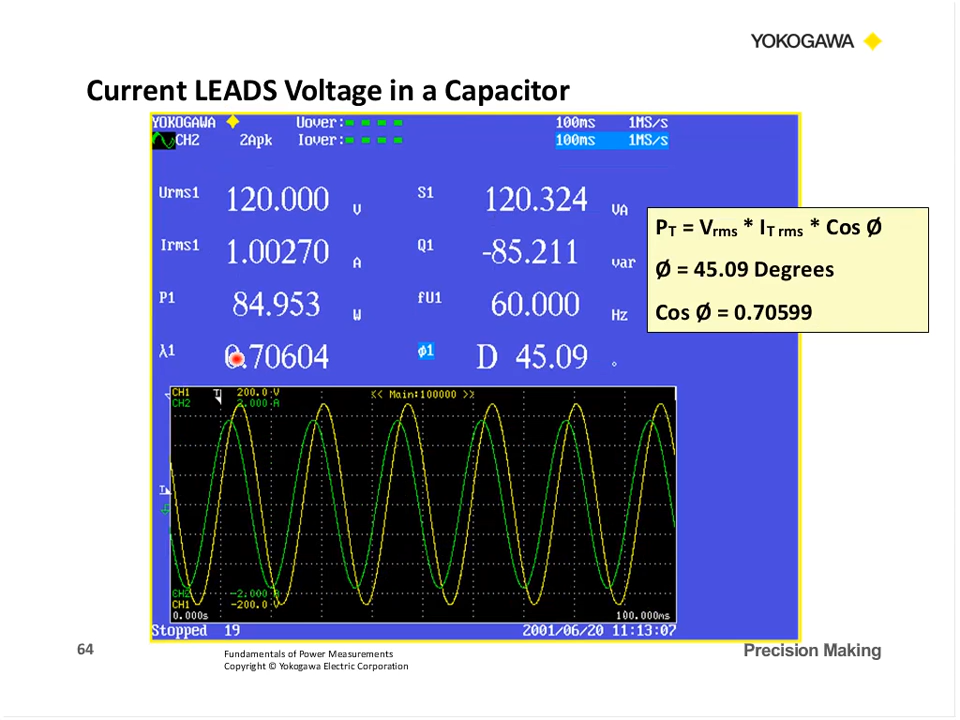 YOKOGAWA
Current LEADS Voltage in a Capacitor
YOKOGAWA Uover: 100ms 1MS/s
CH2 2Apk Iover: 100ms 1MS/s
Urms1 120.000 V S1 120.324 VA
Irms1 1.00270 A Q1 -85.211 var
P1 84.953 W fU1 60.000 Hz
λ1 0.70604 ø1 D 45.09 °
PT = Vrms * IT rms * Cos Ø
Ø = 45.09 Degrees
Cos Ø = 0.70599
CH1 T 200.0 V << Main:100000 >>
CH2 2.000 A
T
CH2 -2.000 A
CH1 -200.0 V
0.000s 100.000ms
Stopped 19 2001/06/20 11:13:07
64
Fundamentals of Power Measurements
Copyright © Yokogawa Electric Corporation
Precision Making